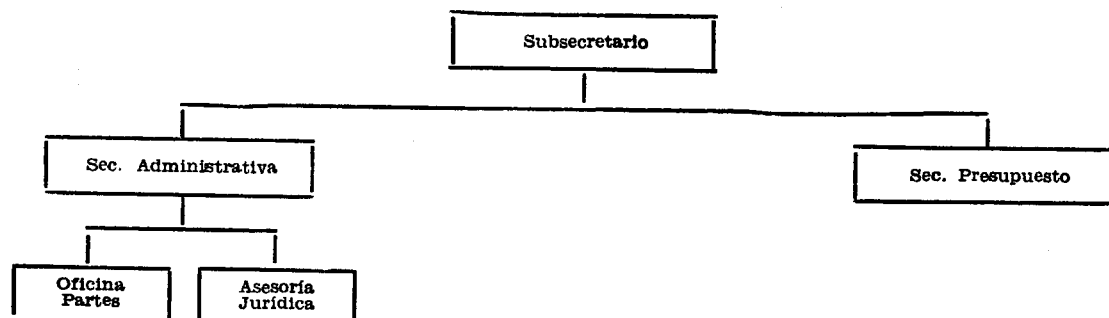 Subsecretario
Sec. Administrativa
Sec. Presupuesto
Oficina
Partes
Asesoría
Jurídica